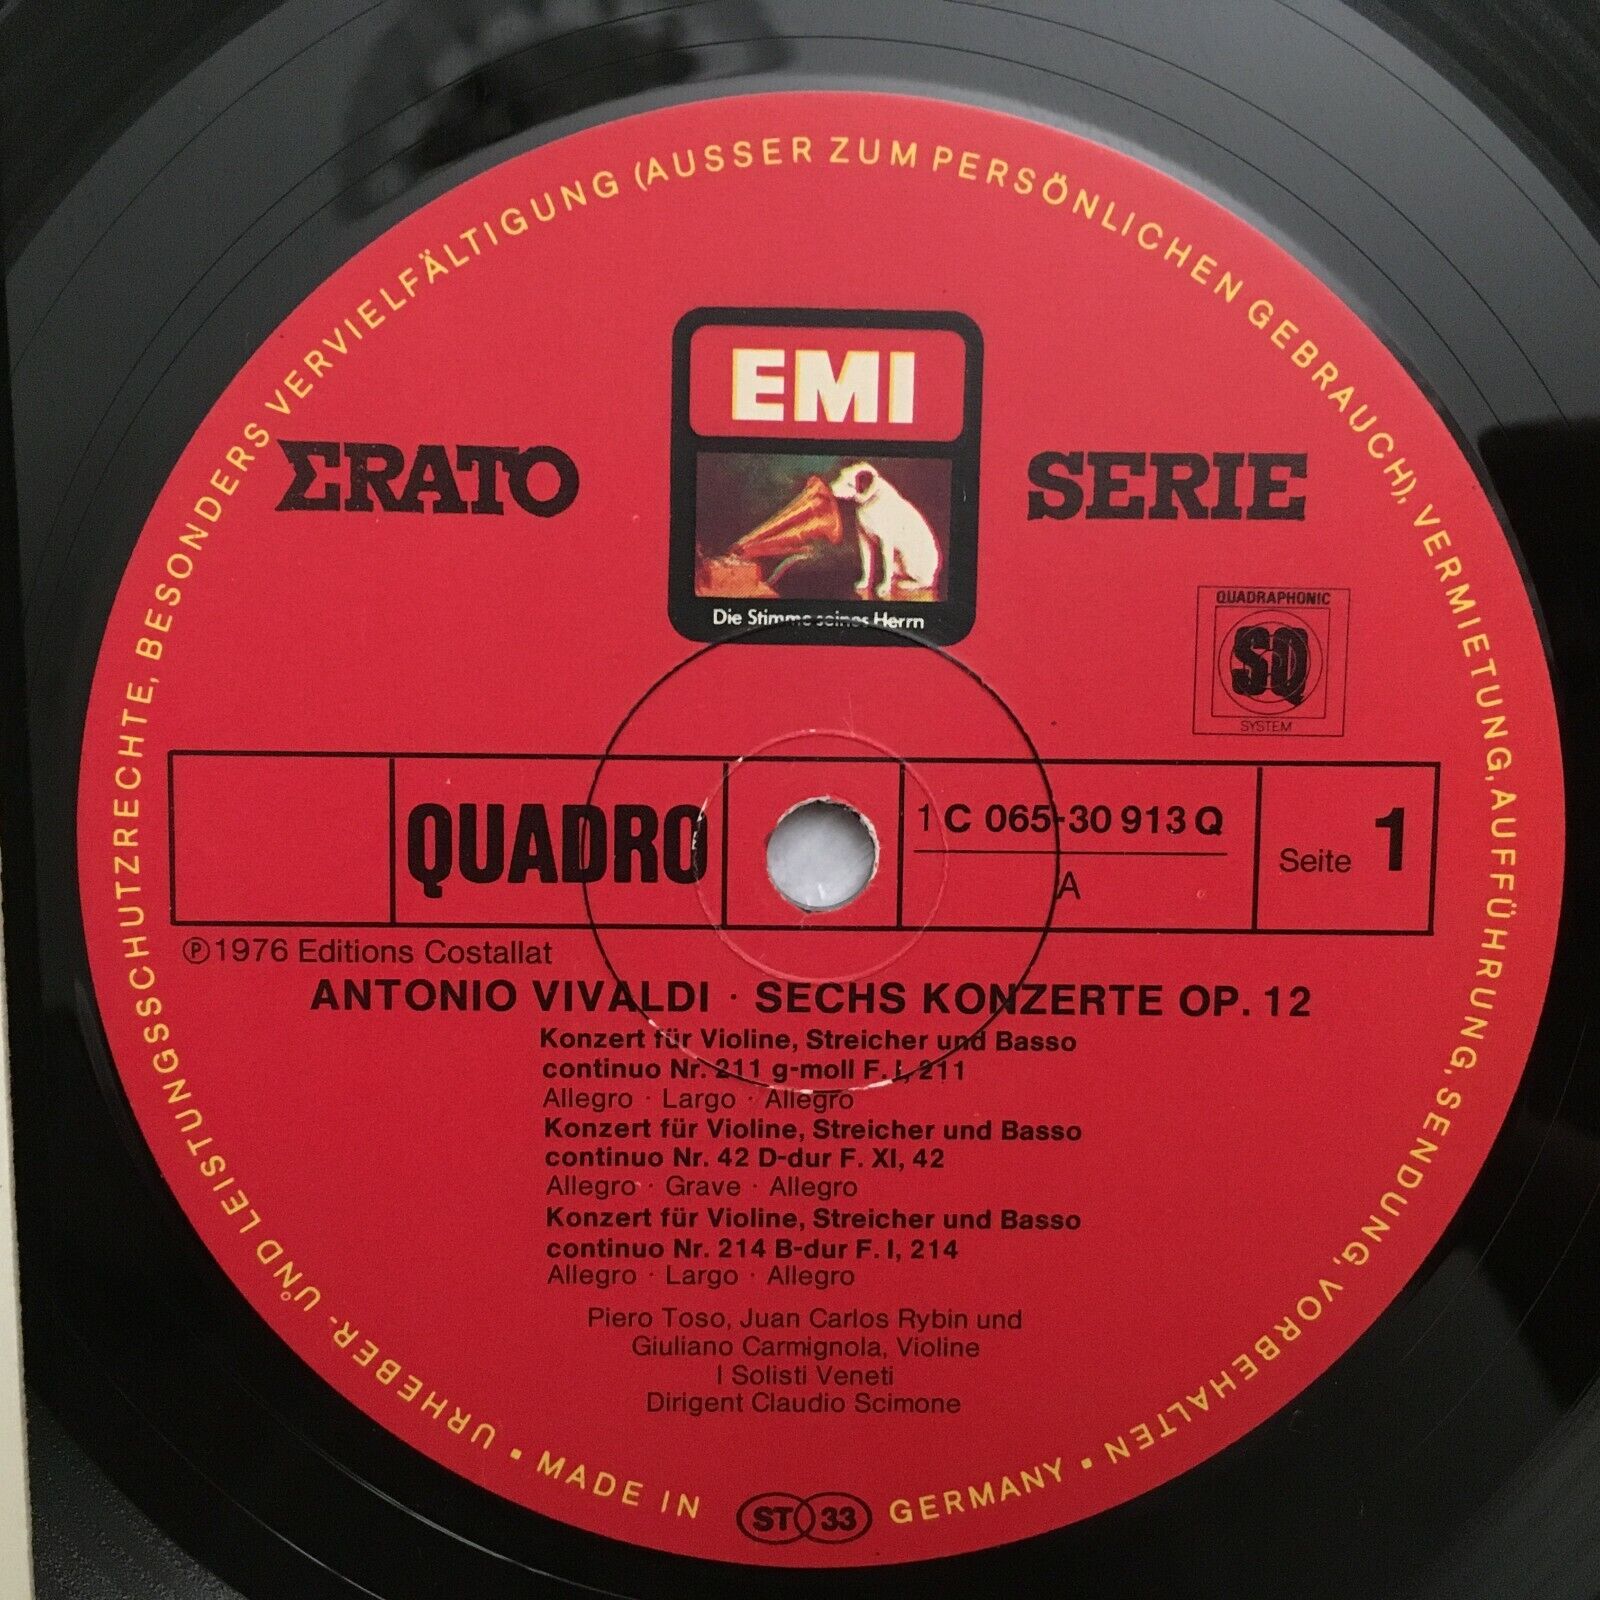 URHEBER- UND LEISTUNGSSCHUTZRECHTE, BESONDERS VERVIELFÄLTIGUNG (AUSSER ZUM PERSÖNLICHEN GEBRAUCH), VERMIETUNG, AUFFÜHRUNG, SENDUNG, VORBEHALTEN •
EMI
ΣRATO
SERIE
Die Stimme seines Herrn
QUADRAPHONIC
SQ
SYSTEM
QUADRO
1 C 065-30 913 Q
A
Seite 1
℗ 1976 Editions Costallat
ANTONIO VIVALDI · SECHS KONZERTE OP. 12
Konzert für Violine, Streicher und Basso
continuo Nr. 211 g-moll F. I, 211
Allegro · Largo · Allegro
Konzert für Violine, Streicher und Basso
continuo Nr. 42 D-dur F. XI, 42
Allegro · Grave · Allegro
Konzert für Violine, Streicher und Basso
continuo Nr. 214 B-dur F. I, 214
Allegro · Largo · Allegro
Piero Toso, Juan Carlos Rybin und
Giuliano Carmignola, Violine
I Solisti Veneti
Dirigent Claudio Scimone
• MADE IN GERMANY
ST 33